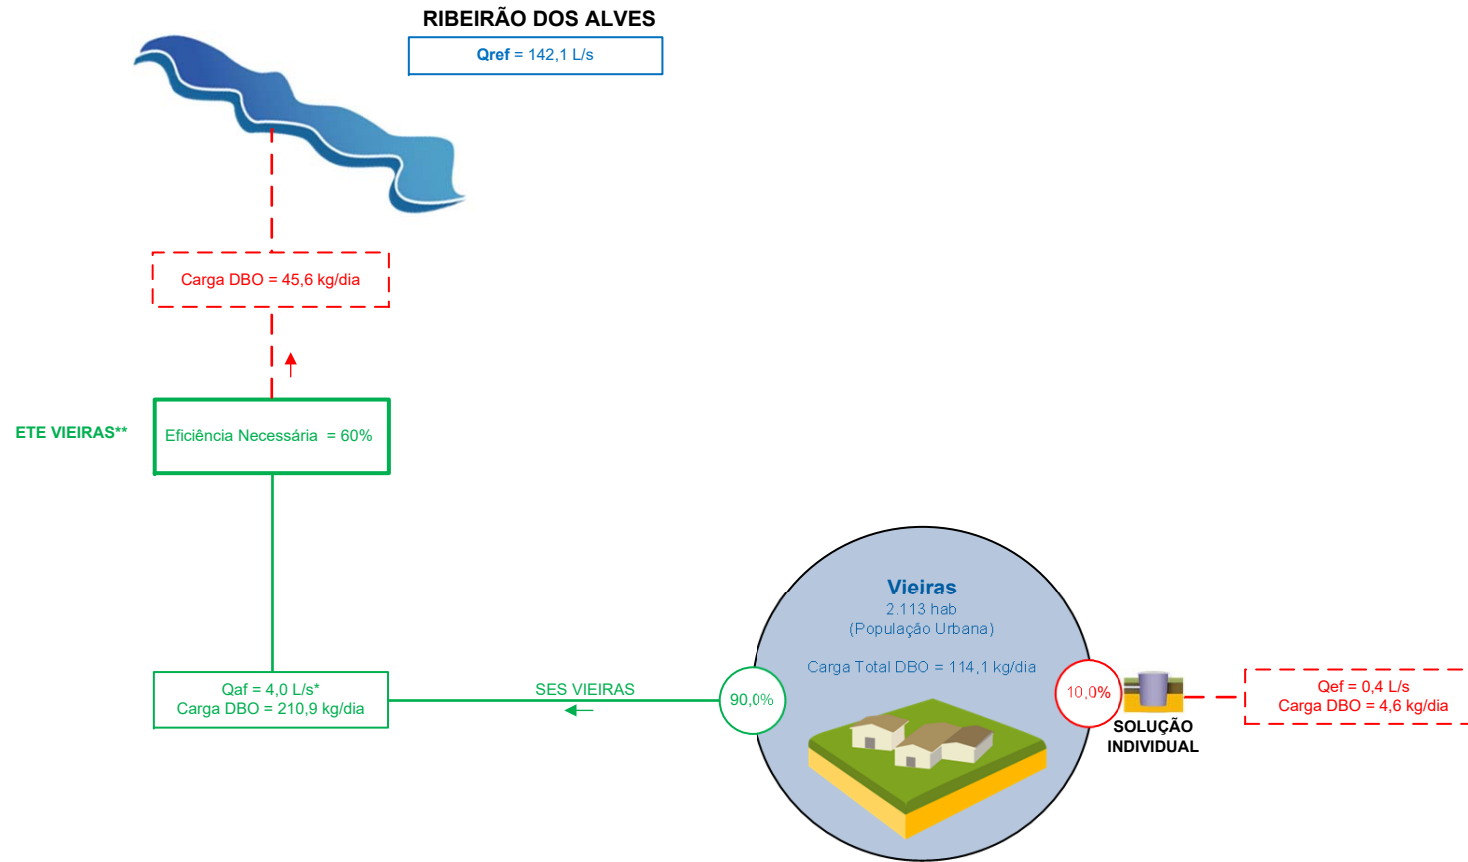 RIBEIRÃO DOS ALVES
Qref = 142,1 L/s
Carga DBO = 45,6 kg/dia
ETE VIEIRAS**
Eficiência Necessária = 60%
Vieiras
2.113 hab
(População Urbana)
Carga Total DBO = 114,1 kg/dia
Qaf = 4,0 L/s*
Carga DBO = 210,9 kg/dia
SES VIEIRAS
90,0%
10,0%
SOLUÇÃO
INDIVIDUAL
Qef = 0,4 L/s
Carga DBO = 4,6 kg/dia